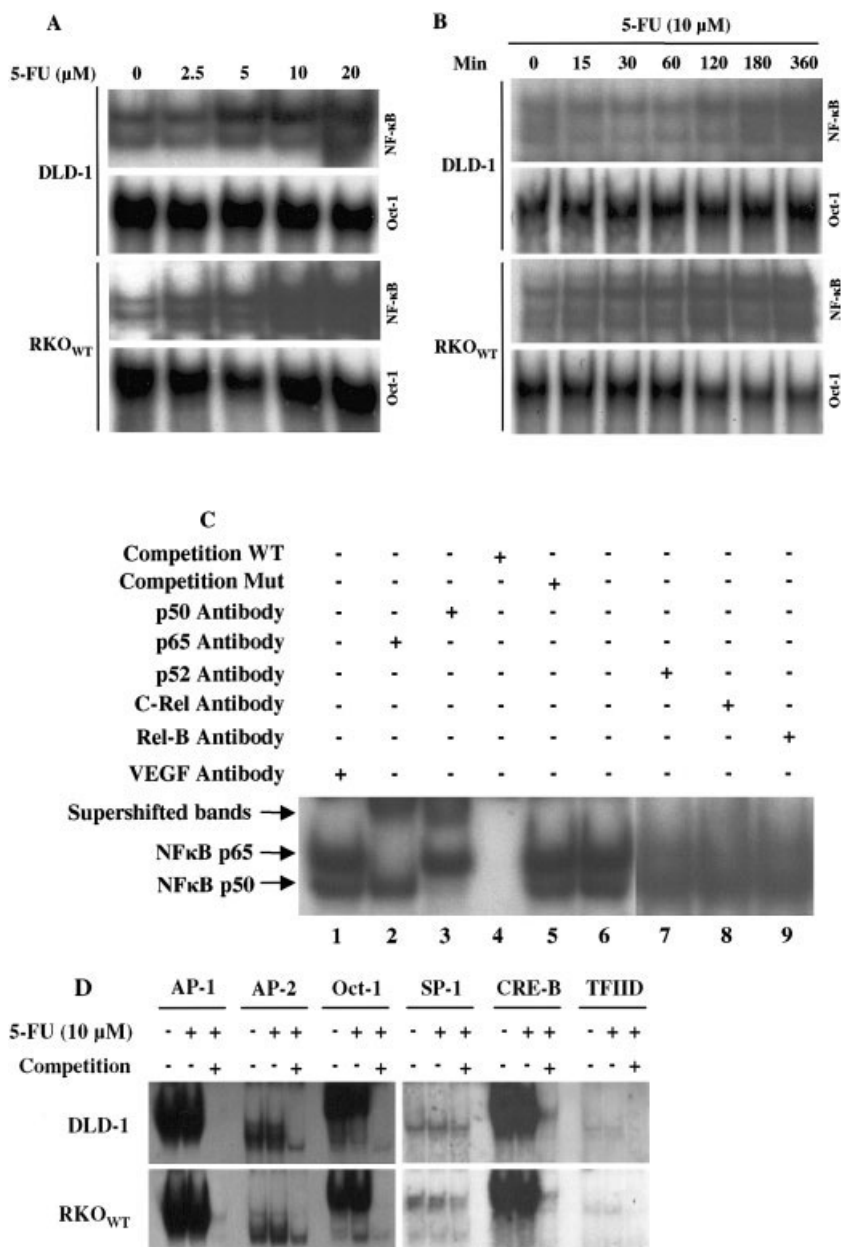 A
5-FU (µM) 0 2.5 5 10 20
DLD-1
NF-κB
Oct-1
RKOWT
NF-κB
Oct-1
B
5-FU (10 µM)
Min 0 15 30 60 120 180 360
DLD-1
NF-κB
Oct-1
RKOWT
NF-κB
Oct-1
C
Competition WT - - - + - - - - -
Competition Mut - - - - + - - - -
p50 Antibody - - + - - - - - -
p65 Antibody - + - - - - - - -
p52 Antibody - - - - - - + - -
C-Rel Antibody - - - - - - - + -
Rel-B Antibody - - - - - - - - +
VEGF Antibody + - - - - - - - -
Supershifted bands
NFκB p65
NFκB p50
1 2 3 4 5 6 7 8 9
D
AP-1 AP-2 Oct-1 SP-1 CRE-B TFIID
5-FU (10 µM) - + + - + + - + + - + + - + + - + +
Competition - - + - - + - - + - - + - - + - - +
DLD-1
RKOWT